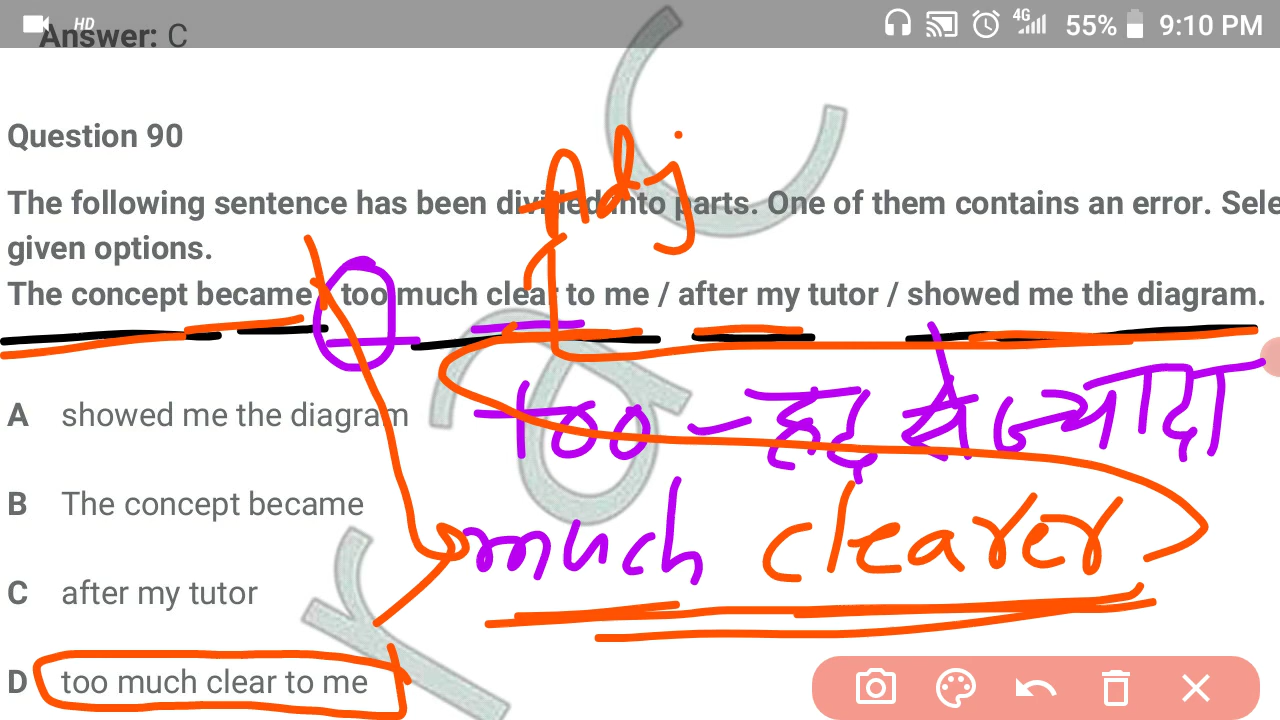 HD 4G 55% 9:10 PM
Answer: C
Question 90
Adj
The following sentence has been divided into parts. One of them contains an error. Sele
given options.
The concept became / too much clear to me / after my tutor / showed me the diagram.
A showed me the diagram
too - हद से ज्यादा
B The concept became
much clearer
C after my tutor
D too much clear to me